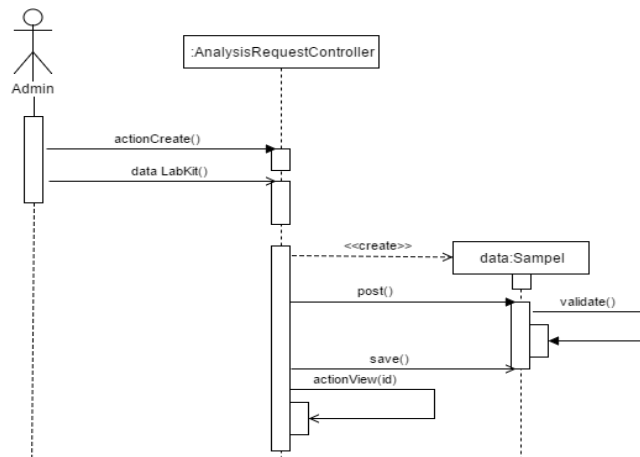 :AnalysisRequestController
Admin
actionCreate()
data LabKit()
<<create>>
data:Sampel
post()
validate()
save()
actionView(id)